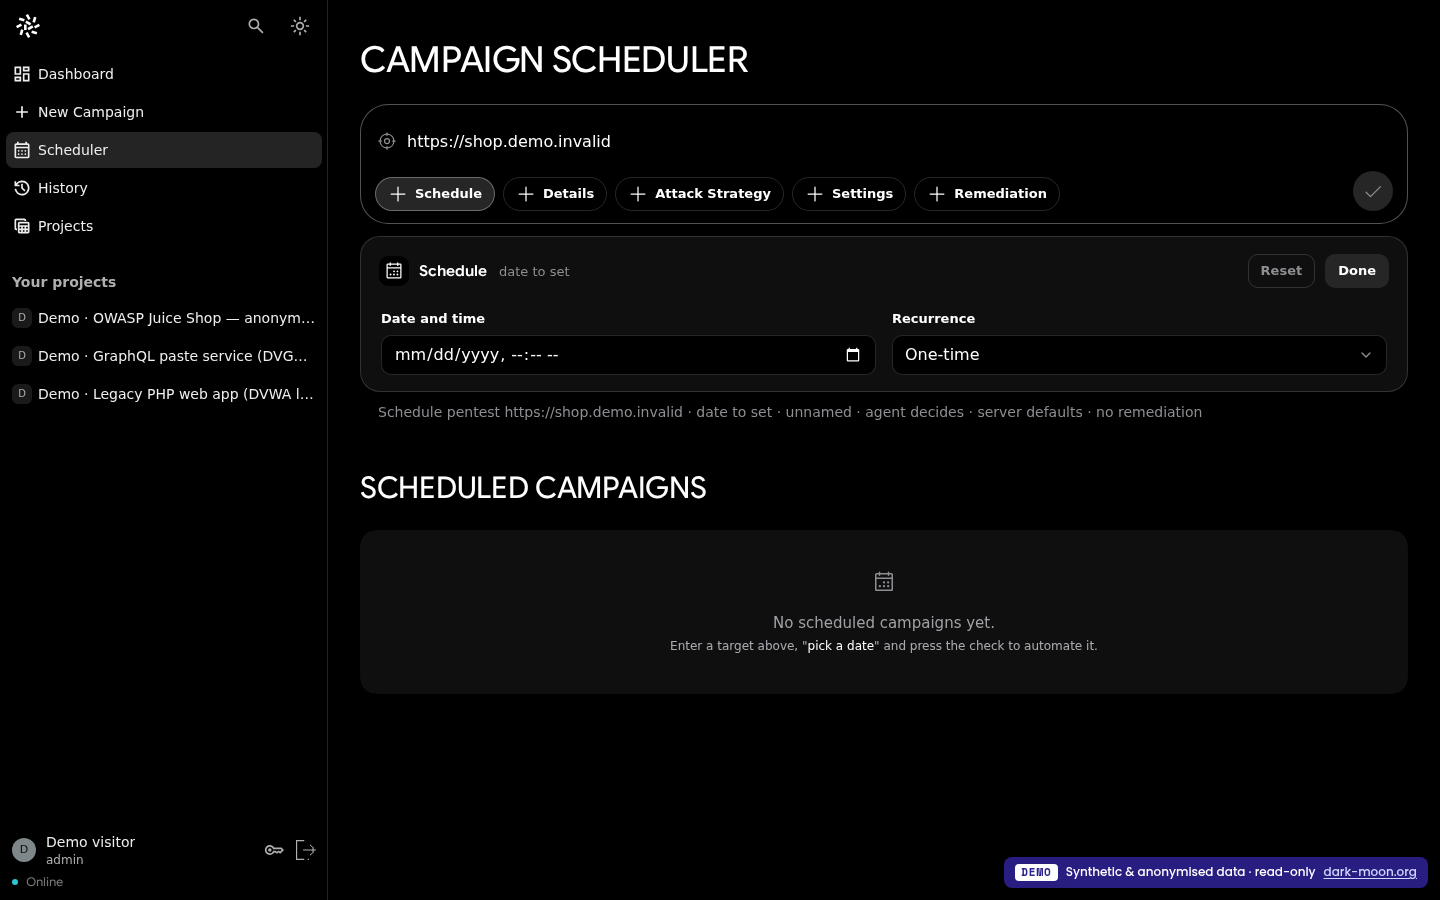 Dashboard
New Campaign
Scheduler
History
Projects
Your projects
D Demo · OWASP Juice Shop — anonym...
D Demo · GraphQL paste service (DVG...
D Demo · Legacy PHP web app (DVWA l...
D Demo visitor
admin
Online
CAMPAIGN SCHEDULER
https://shop.demo.invalid
Schedule Details Attack Strategy Settings Remediation
Schedule date to set Reset Done
Date and time Recurrence
mm/dd/yyyy, --:-- -- One-time
Schedule pentest https://shop.demo.invalid · date to set · unnamed · agent decides · server defaults · no remediation
SCHEDULED CAMPAIGNS
No scheduled campaigns yet.
Enter a target above, "pick a date" and press the check to automate it.
DEMO Synthetic & anonymised data · read-only dark-moon.org